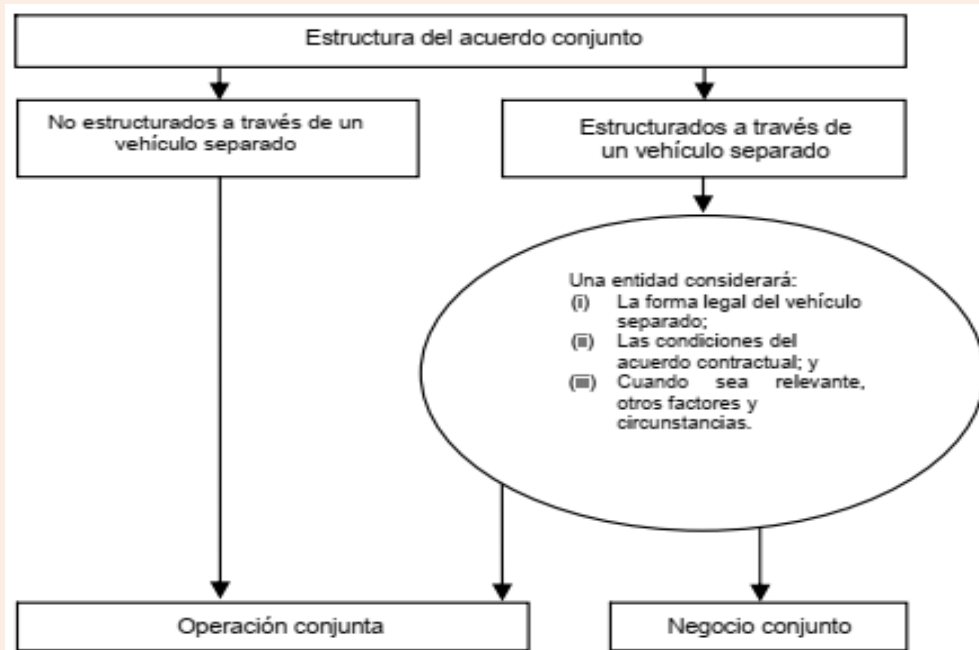 Estructura del acuerdo conjunto
No estructurados a través de un
vehículo separado
Estructurados a través de
un vehículo separado
Una entidad considerará:
(i) La forma legal del vehículo
separado;
(ii) Las condiciones del
acuerdo contractual; y
(iii) Cuando sea relevante,
otros factores y
circunstancias.
Operación conjunta
Negocio conjunto